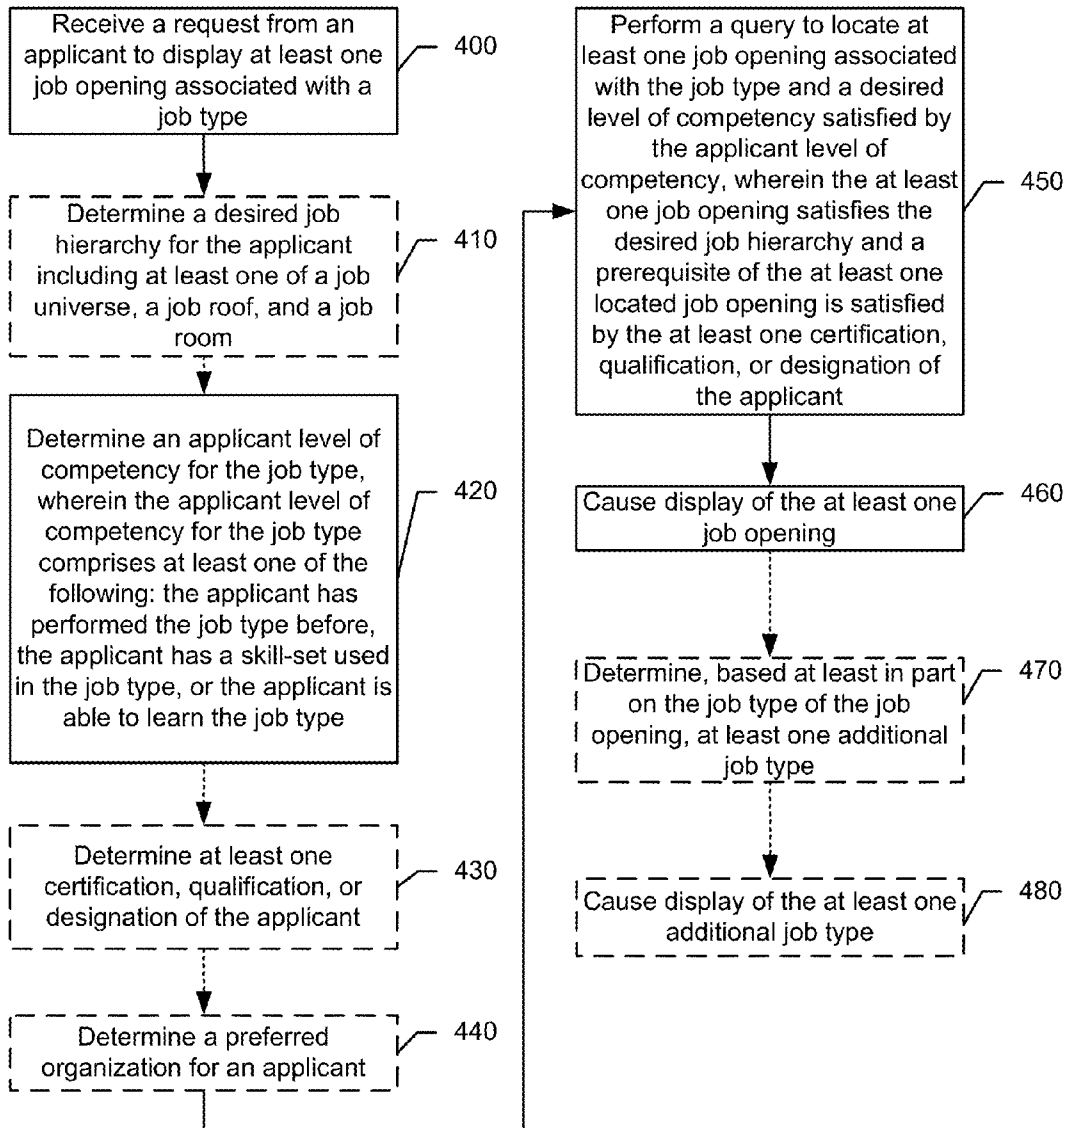 Receive a request from an
applicant to display at least one
job opening associated with a
job type
400
Determine a desired job
hierarchy for the applicant
including at least one of a job
universe, a job roof, and a job
room
410
Determine an applicant level of
competency for the job type,
wherein the applicant level of
competency for the job type
comprises at least one of the
following: the applicant has
performed the job type before,
the applicant has a skill-set used
in the job type, or the applicant is
able to learn the job type
420
Determine at least one
certification, qualification, or
designation of the applicant
430
Determine a preferred
organization for an applicant
440
Perform a query to locate at
least one job opening associated
with the job type and a desired
level of competency satisfied by
the applicant level of
competency, wherein the at least
one job opening satisfies the
desired job hierarchy and a
prerequisite of the at least one
located job opening is satisfied
by the at least one certification,
qualification, or designation of
the applicant
450
Cause display of the at least one
job opening
460
Determine, based at least in part
on the job type of the job
opening, at least one additional
job type
470
Cause display of the at least one
additional job type
480